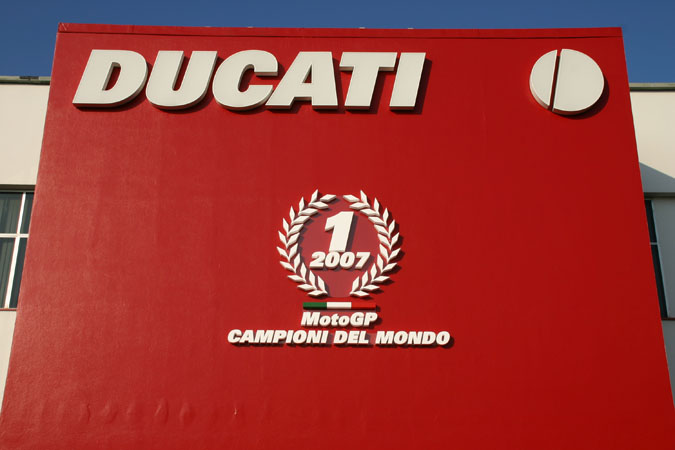 DUCATI
1
2007
MotoGP
CAMPIONI DEL MONDO